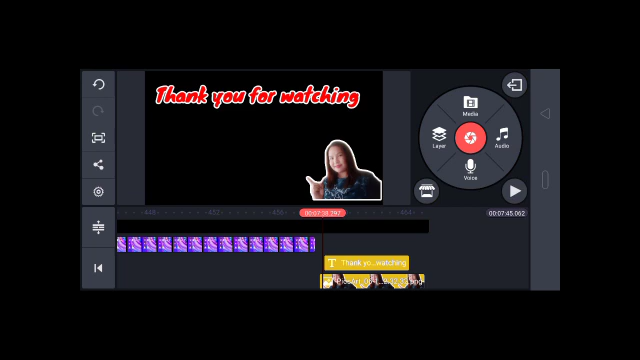 Thank you for watching
Media
Layer
Audio
Voice
00:07:38.297
00:07:45.062
Thank yo...watching